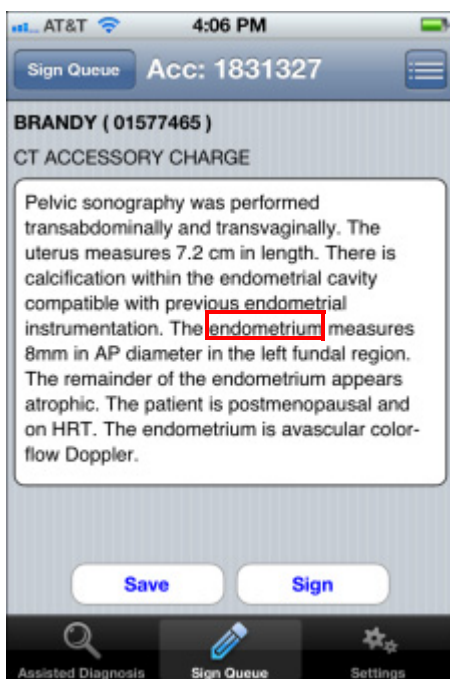 AT&T 4:06 PM
Sign Queue Acc: 1831327
BRANDY ( 01577465 )
CT ACCESSORY CHARGE
Pelvic sonography was performed
transabdominally and transvaginally. The
uterus measures 7.2 cm in length. There is
calcification within the endometrial cavity
compatible with previous endometrial
instrumentation. The endometrium measures
8mm in AP diameter in the left fundal region.
The remainder of the endometrium appears
atrophic. The patient is postmenopausal and
on HRT. The endometrium is avascular color-
flow Doppler.
Save Sign
Assisted Diagnosis Sign Queue Settings